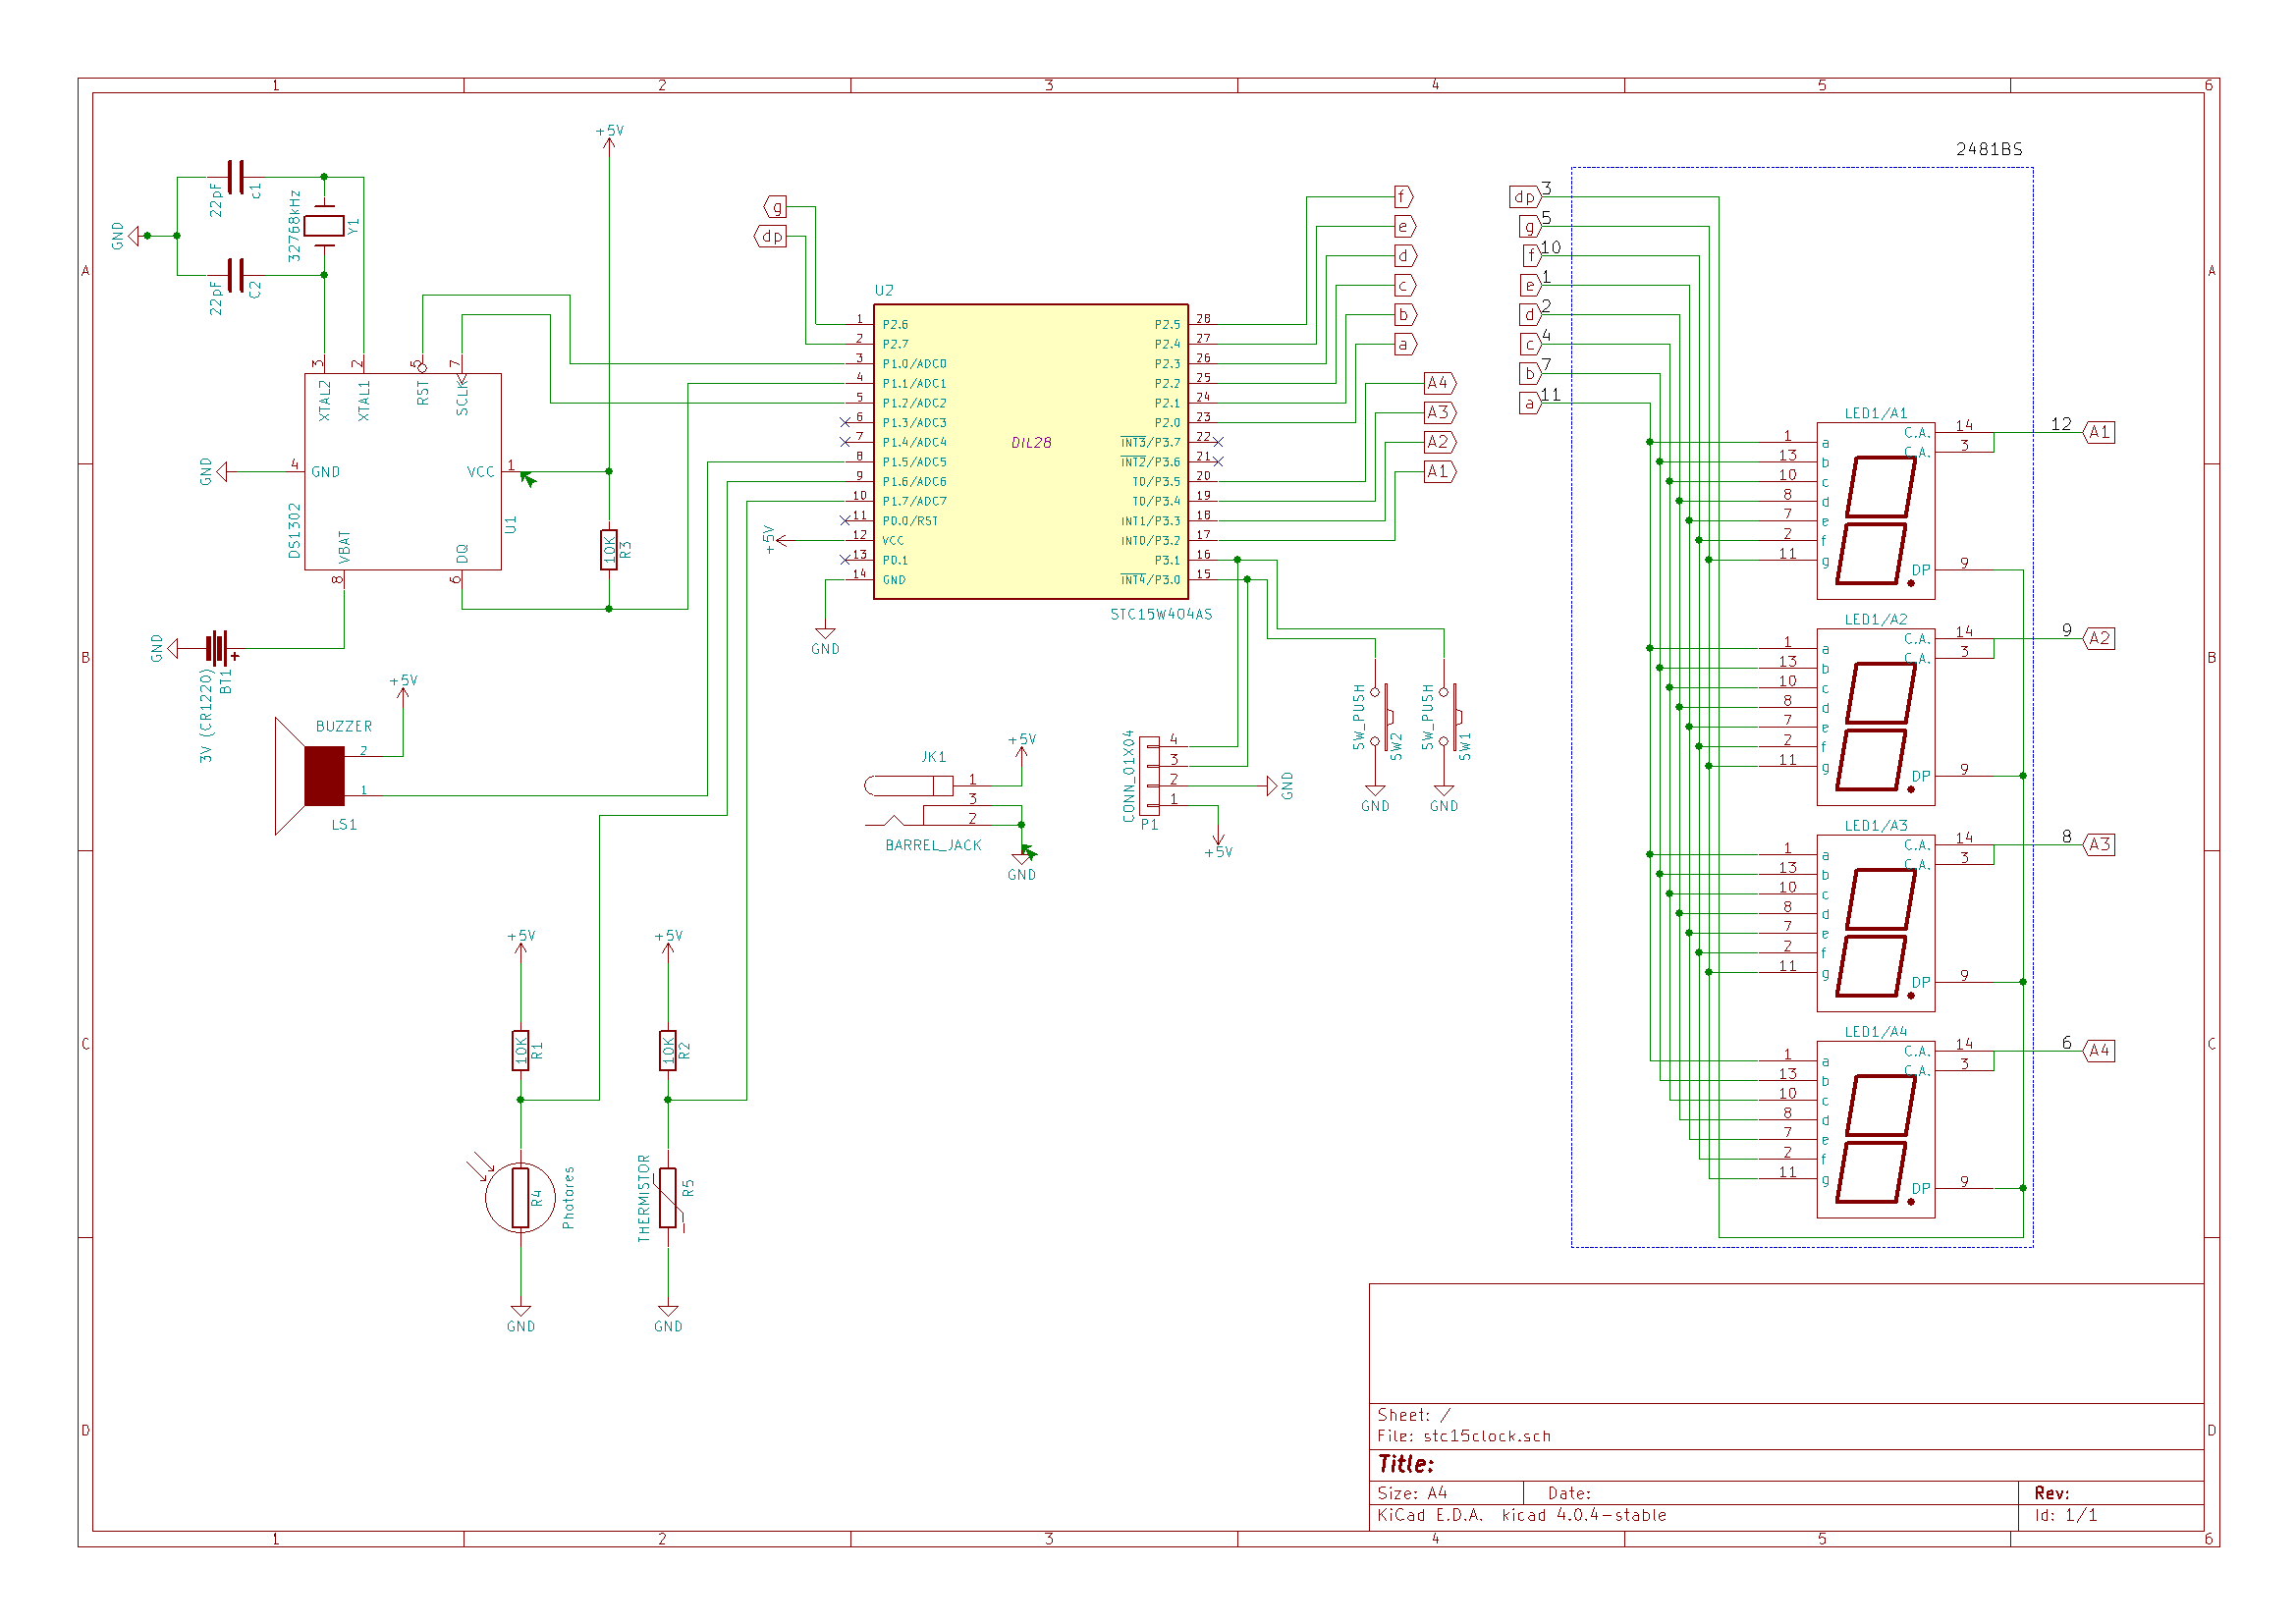 1 2 3 4 5 6
A
B
C
D
A
B
C
D
1 2 3 4 5 6
GND
22pF
c1
22pF
C2
32768kHz
Y1
+5V
3
XTAL2
2
XTAL1
5
RST
7
SCLK
4
GND
GND
VCC
1
DS1302
U1
VBAT
8
DQ
6
10K
R3
GND
3V (CR1220)
BT1
+5V
BUZZER
2
1
LS1
g
dp
U2
1 P2.6
2 P2.7
3 P1.0/ADC0
4 P1.1/ADC1
5 P1.2/ADC2
6 P1.3/ADC3
7 P1.4/ADC4
8 P1.5/ADC5
9 P1.6/ADC6
10 P1.7/ADC7
11 P0.0/RST
12 VCC
13 P0.1
14 GND
DIL28
P2.5 28
P2.4 27
P2.3 26
P2.2 25
P2.1 24
P2.0 23
INT3/P3.7 22
INT2/P3.6 21
T0/P3.5 20
T0/P3.4 19
INT1/P3.3 18
INT0/P3.2 17
P3.1 16
INT4/P3.0 15
STC15W404AS
+5V
GND
f
e
d
c
b
a
A4
A3
A2
A1
JK1
1
3
2
BARREL_JACK
+5V
GND
CONN_01X04
4
3
2
1
P1
GND
+5V
SW_PUSH
SW2
GND
SW_PUSH
SW1
GND
+5V
10K
R1
R4
Photores
GND
+5V
10K
R2
THERMISTOR
R5
GND
2481BS
dp 3
g 5
f 10
e 1
d 2
c 4
b 7
a 11
LED1/A1
1 a
13 b
10 c
8 d
7 e
2 f
11 g
C.A. 14
C.A. 3
DP 9
12 A1
LED1/A2
1 a
13 b
10 c
8 d
7 e
2 f
11 g
C.A. 14
C.A. 3
DP 9
9 A2
LED1/A3
1 a
13 b
10 c
8 d
7 e
2 f
11 g
C.A. 14
C.A. 3
DP 9
8 A3
LED1/A4
1 a
13 b
10 c
8 d
7 e
2 f
11 g
C.A. 14
C.A. 3
DP 9
6 A4
Sheet: /
File: stc15clock.sch
Title:
Size: A4 Date: Rev:
KiCad E.D.A. kicad 4.0.4-stable Id: 1/1